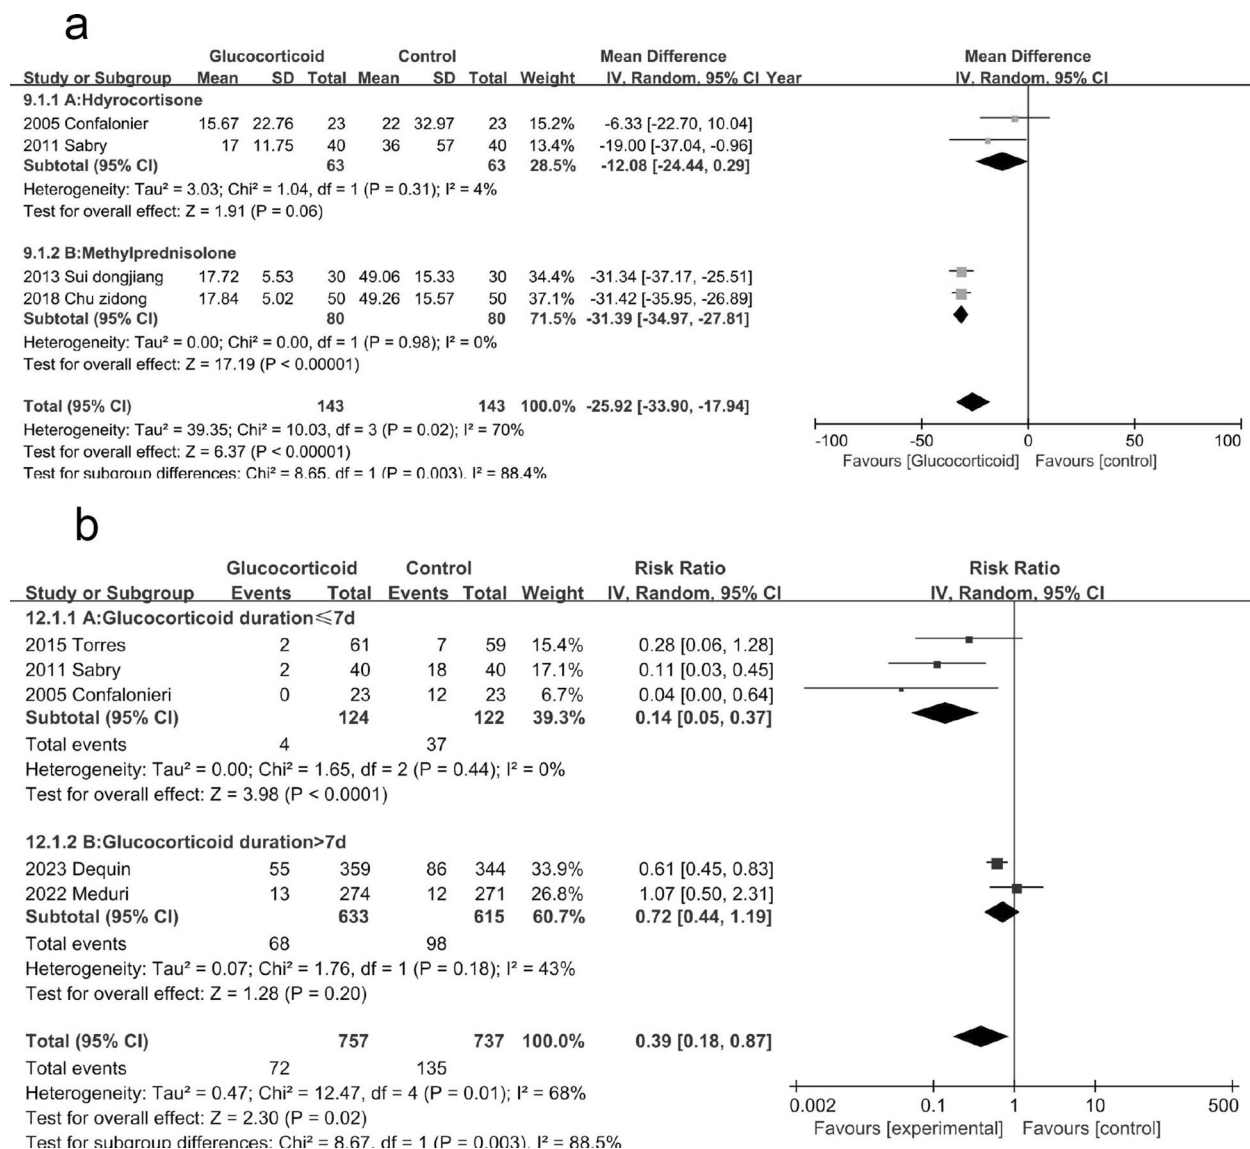 a
Glucocorticoid Control Mean Difference Mean Difference
Study or Subgroup Mean SD Total Mean SD Total Weight IV, Random, 95% CI Year IV, Random, 95% CI
9.1.1 A:Hdyrocortisone
2005 Confalonier 15.67 22.76 23 22 32.97 23 15.2% -6.33 [-22.70, 10.04]
2011 Sabry 17 11.75 40 36 57 40 13.4% -19.00 [-37.04, -0.96]
Subtotal (95% CI) 63 63 28.5% -12.08 [-24.44, 0.29]
Heterogeneity: Tau² = 3.03; Chi² = 1.04, df = 1 (P = 0.31); I² = 4%
Test for overall effect: Z = 1.91 (P = 0.06)
9.1.2 B:Methylprednisolone
2013 Sui dongjiang 17.72 5.53 30 49.06 15.33 30 34.4% -31.34 [-37.17, -25.51]
2018 Chu zidong 17.84 5.02 50 49.26 15.57 50 37.1% -31.42 [-35.95, -26.89]
Subtotal (95% CI) 80 80 71.5% -31.39 [-34.97, -27.81]
Heterogeneity: Tau² = 0.00; Chi² = 0.00, df = 1 (P = 0.98); I² = 0%
Test for overall effect: Z = 17.19 (P < 0.00001)
Total (95% CI) 143 143 100.0% -25.92 [-33.90, -17.94]
Heterogeneity: Tau² = 39.35; Chi² = 10.03, df = 3 (P = 0.02); I² = 70%
Test for overall effect: Z = 6.37 (P < 0.00001)
Test for subgroup differences: Chi² = 8.65, df = 1 (P = 0.003), I² = 88.4%
-100 -50 0 50 100
Favours [Glucocorticoid] Favours [control]
b
Glucocorticoid Control Risk Ratio Risk Ratio
Study or Subgroup Events Total Events Total Weight IV, Random, 95% CI IV, Random, 95% CI
12.1.1 A:Glucocorticoid duration≤7d
2015 Torres 2 61 7 59 15.4% 0.28 [0.06, 1.28]
2011 Sabry 2 40 18 40 17.1% 0.11 [0.03, 0.45]
2005 Confalonieri 0 23 12 23 6.7% 0.04 [0.00, 0.64]
Subtotal (95% CI) 124 122 39.3% 0.14 [0.05, 0.37]
Total events 4 37
Heterogeneity: Tau² = 0.00; Chi² = 1.65, df = 2 (P = 0.44); I² = 0%
Test for overall effect: Z = 3.98 (P < 0.0001)
12.1.2 B:Glucocorticoid duration>7d
2023 Dequin 55 359 86 344 33.9% 0.61 [0.45, 0.83]
2022 Meduri 13 274 12 271 26.8% 1.07 [0.50, 2.31]
Subtotal (95% CI) 633 615 60.7% 0.72 [0.44, 1.19]
Total events 68 98
Heterogeneity: Tau² = 0.07; Chi² = 1.76, df = 1 (P = 0.18); I² = 43%
Test for overall effect: Z = 1.28 (P = 0.20)
Total (95% CI) 757 737 100.0% 0.39 [0.18, 0.87]
Total events 72 135
Heterogeneity: Tau² = 0.47; Chi² = 12.47, df = 4 (P = 0.01); I² = 68%
Test for overall effect: Z = 2.30 (P = 0.02)
Test for subgroup differences: Chi² = 8.67, df = 1 (P = 0.003), I² = 88.5%
0.002 0.1 1 10 500
Favours [experimental] Favours [control]